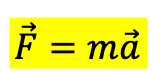 F⃗ = ma⃗